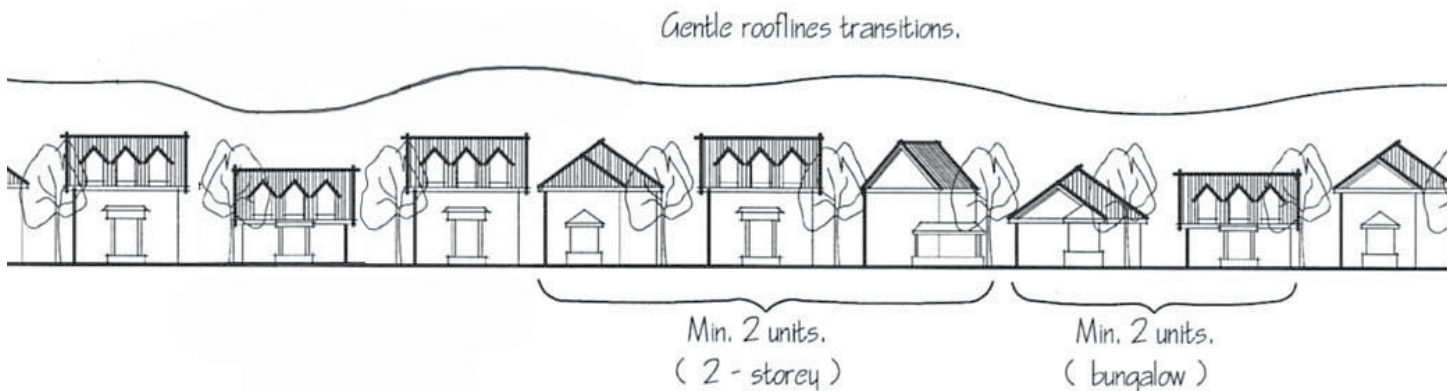 Gentle rooflines transitions.
Min. 2 units.
( 2 - storey )
Min. 2 units.
( bungalow )